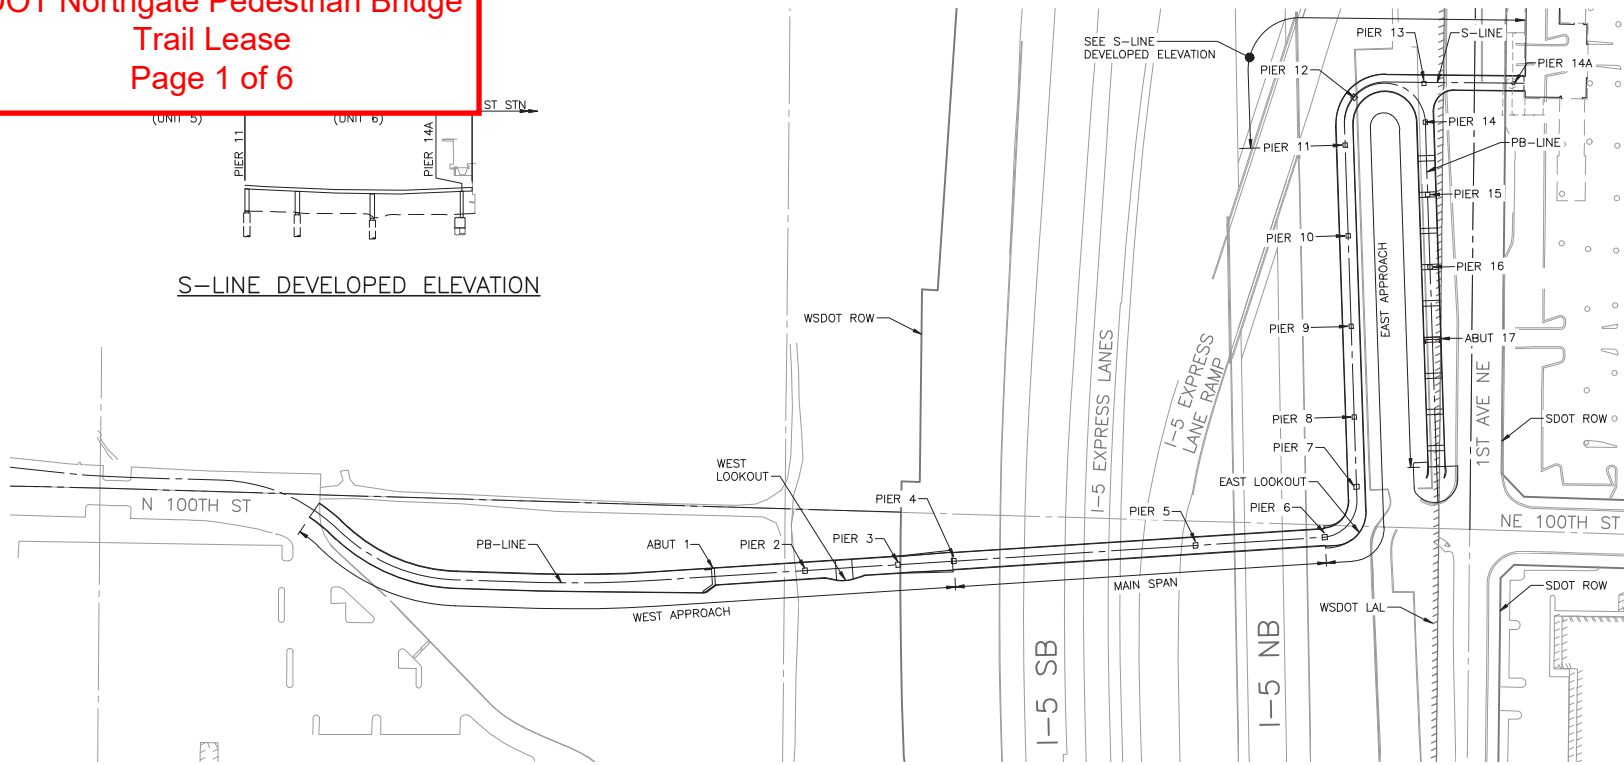 DOT Northgate Pedestrian Bridge
Trail Lease
Page 1 of 6
ST STN
(UNIT 5)
(UNIT 6)
PIER 11
PIER 14A
S-LINE DEVELOPED ELEVATION
SEE S-LINE
DEVELOPED ELEVATION
PIER 13
S-LINE
PIER 12
PIER 14A
PIER 14
PIER 11
PB-LINE
PIER 15
PIER 10
EAST APPROACH
PIER 16
WSDOT ROW
PIER 9
ABUT 17
I-5 EXPRESS LANES
I-5 EXPRESS
LANE RAMP
1ST AVE NE
PIER 8
SDOT ROW
PIER 7
WEST
LOOKOUT
EAST LOOKOUT
PIER 4
N 100TH ST
PIER 5
PIER 6
NE 100TH ST
PB-LINE
ABUT 1
PIER 2
PIER 3
MAIN SPAN
SDOT ROW
WEST APPROACH
WSDOT LAL
I-5 SB
I-5 NB